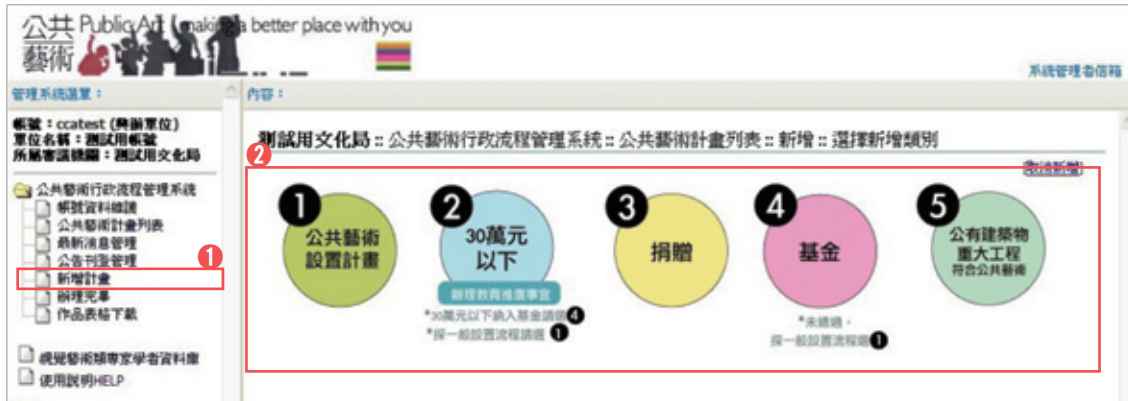 公共 Public Art (making a better place with you
藝術
系統管理者信箱
管理系統選單：
內容：
帳號：ccatest (興辦單位)
單位名稱：測試用帳號
所屬審議機關：測試用文化局
測試用文化局 :: 公共藝術行政流程管理系統 :: 公共藝術計畫列表 :: 新增 :: 選擇新增類別
2
取消新增
公共藝術行政流程管理系統
帳號資料維護
公共藝術計畫列表
最新消息管理
公告刊登管理
1
新增計畫
辦理完畢
作品表格下載
視覺藝術類專家學者資料庫
使用說明HELP
1
公共藝術
設置計畫
2
30萬元
以下
辦理教育推廣事宜
*30萬元以下納入基金請選4
*採一般設置流程請選 1
3
捐贈
4
基金
*未通過，
採一般設置流程選1
5
公有建築物
重大工程
符合公共藝術